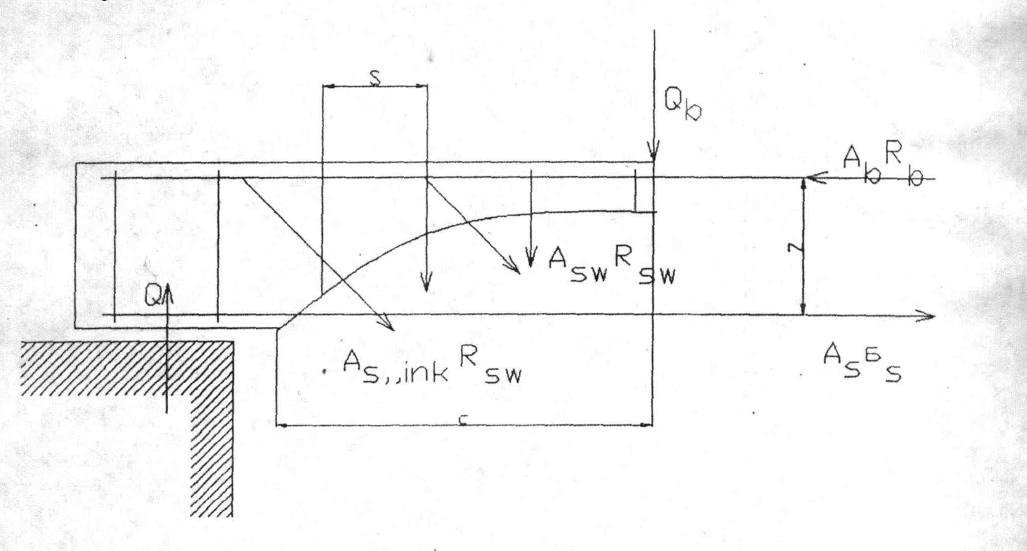 S
Q_b
A_b R_b
z
A_sw R_sw
Q
A_s,,ink R_sw
A_s Б_s
c